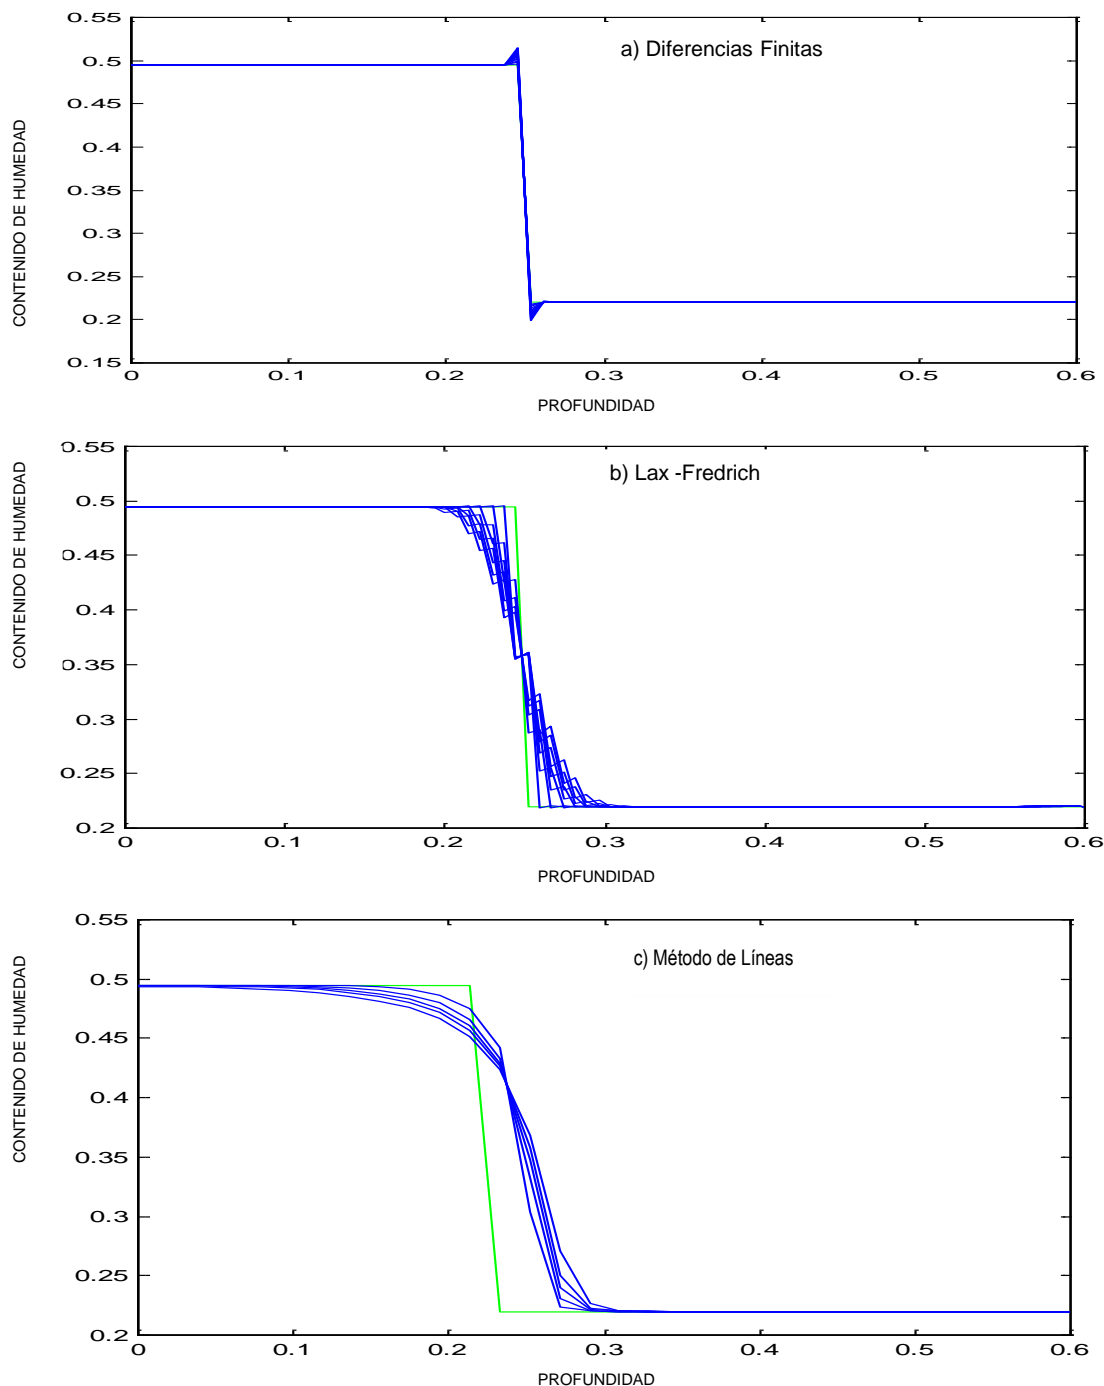 0.55
a) Diferencias Finitas
0.5
0.45
0.4
0.35
0.3
0.25
0.2
0.15
0 0.1 0.2 0.3 0.4 0.5 0.6
CONTENIDO DE HUMEDAD
PROFUNDIDAD
0.55
b) Lax -Fredrich
0.5
0.45
0.4
0.35
0.3
0.25
0.2
0 0.1 0.2 0.3 0.4 0.5 0.6
CONTENIDO DE HUMEDAD
PROFUNDIDAD
0.55
c) Método de Líneas
0.5
0.45
0.4
0.35
0.3
0.25
0.2
0 0.1 0.2 0.3 0.4 0.5 0.6
CONTENIDO DE HUMEDAD
PROFUNDIDAD